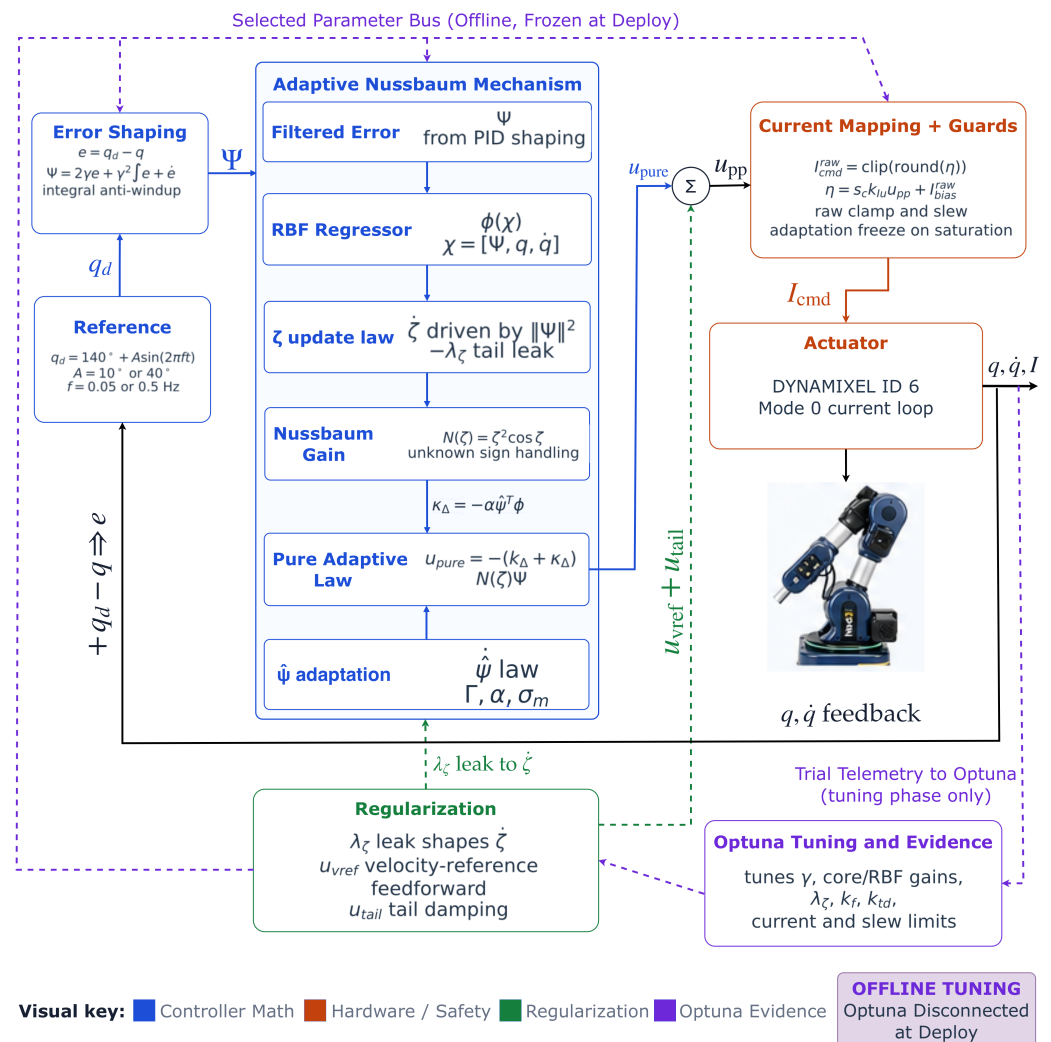 Selected Parameter Bus (Offline, Frozen at Deploy)
Error Shaping
e = q_d − q
Ψ = 2γe + γ²∫e + ė
integral anti-windup
Ψ
q_d
Reference
q_d = 140° + Asin(2πft)
A = 10° or 40°
f = 0.05 or 0.5 Hz
+q_d − q ⇒ e
Adaptive Nussbaum Mechanism
Filtered Error
Ψ
from PID shaping
RBF Regressor
ϕ(χ)
χ = [Ψ, q, q̇]
ζ update law
ζ̇ driven by ‖Ψ‖²
−λ_ζ tail leak
Nussbaum
Gain
N(ζ) = ζ²cos ζ
unknown sign handling
κ_Δ = −αψ̂ᵀϕ
Pure Adaptive
Law
u_pure = −(k_Δ + κ_Δ)
N(ζ)Ψ
ψ̂ adaptation
ψ̂̇ law
Γ, α, σ_m
u_pure
Σ
u_pp
u_vref + u_tail
Current Mapping + Guards
I_cmd^raw = clip(round(η))
η = s_c k_Iu u_pp + I_bias^raw
raw clamp and slew
adaptation freeze on saturation
I_cmd
Actuator
DYNAMIXEL ID 6
Mode 0 current loop
q, q̇, I
q, q̇ feedback
λ_ζ leak to ζ̇
Regularization
λ_ζ leak shapes ζ̇
u_vref velocity-reference
feedforward
u_tail tail damping
Trial Telemetry to Optuna
(tuning phase only)
Optuna Tuning and Evidence
tunes γ, core/RBF gains,
λ_ζ, k_f, k_td,
current and slew limits
Visual key:
Controller Math
Hardware / Safety
Regularization
Optuna Evidence
OFFLINE TUNING
Optuna Disconnected
at Deploy